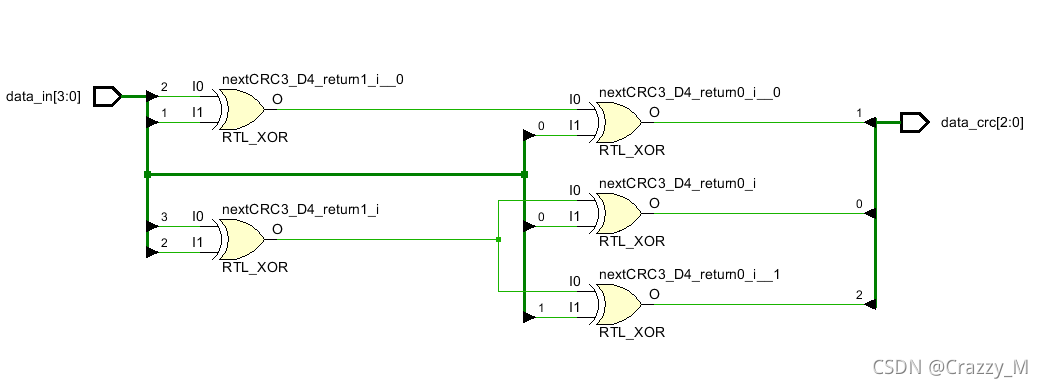 data_in[3:0]
2
I0
nextCRC3_D4_return1_i__0
O
1
I1
RTL_XOR
3
I0
nextCRC3_D4_return1_i
O
2
I1
RTL_XOR
I0
nextCRC3_D4_return0_i__0
O
0
I1
RTL_XOR
1
data_crc[2:0]
I0
nextCRC3_D4_return0_i
O
0
0
I1
RTL_XOR
I0
nextCRC3_D4_return0_i__1
O
2
1
I1
RTL_XOR
CSDN @Crazzy_M